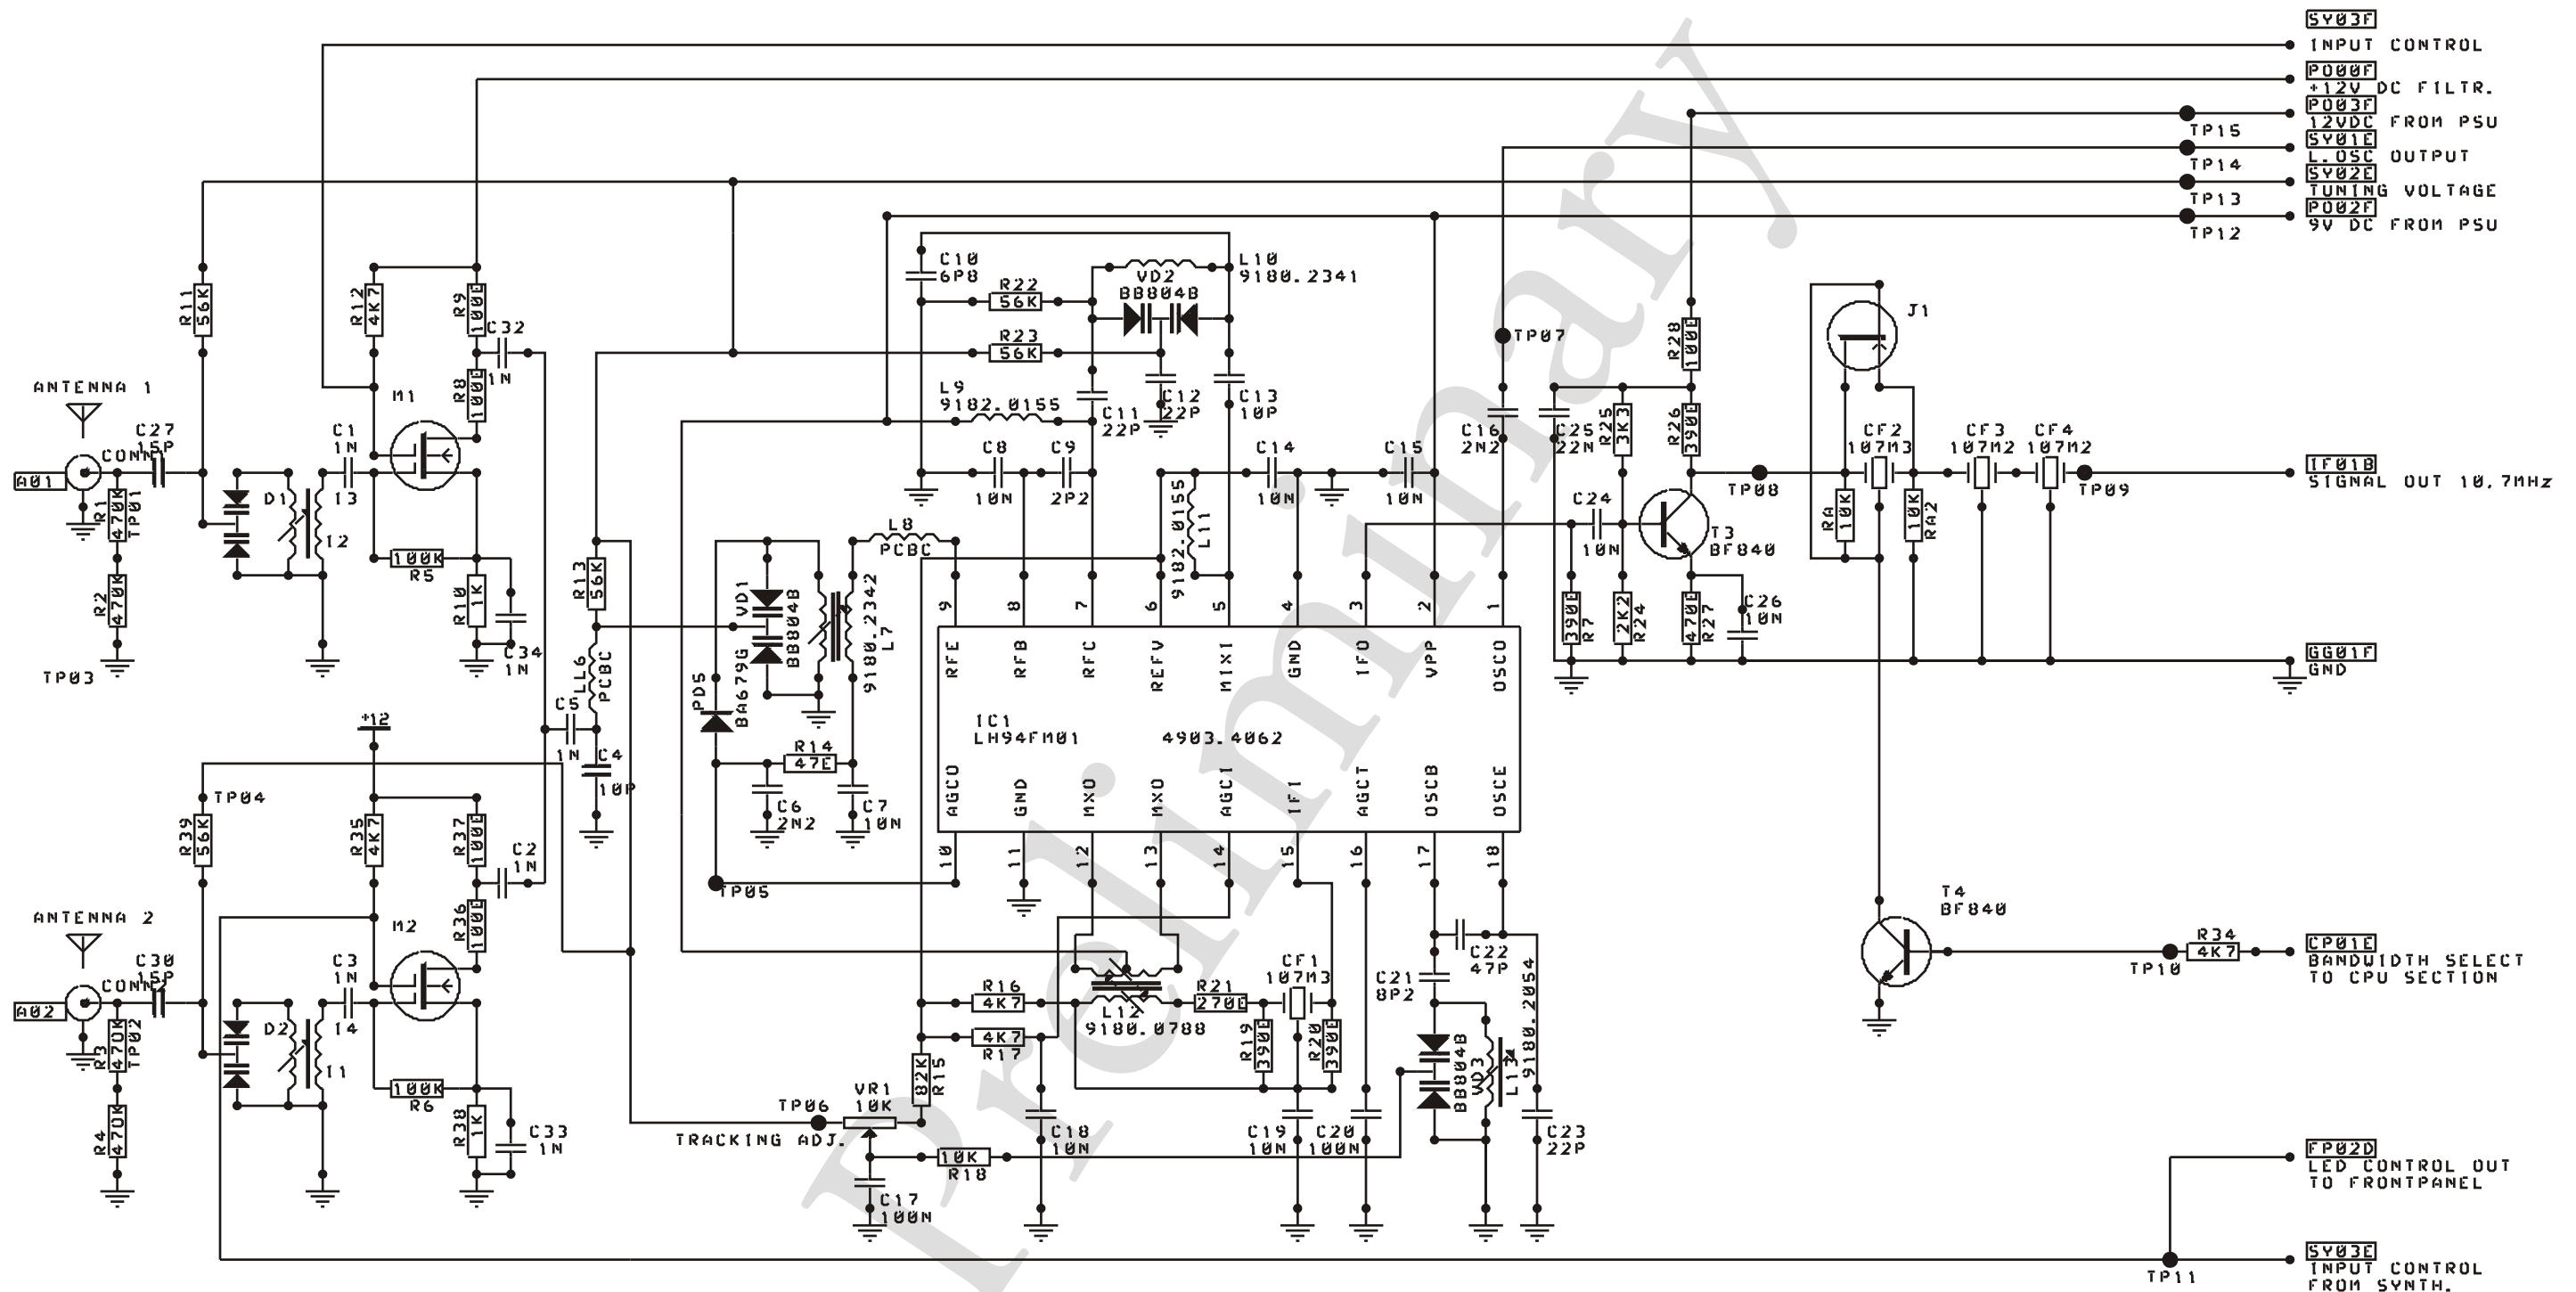 SY03F
INPUT CONTROL
PO00F
+12V DC FILTR.
PO03F
12VDC FROM PSU
TP15
SY01E
L.OSC OUTPUT
TP14
SY02E
TUNING VOLTAGE
TP13
PO02F
9V DC FROM PSU
TP12
C10
6P8
L10
9180.2341
VD2
BB804B
R22
56K
R23
56K
R11
56K
R12
4K7
R9
100E
C32
1N
R8
100E
R28
100E
J1
TP07
ANTENNA 1
M1
L9
9182.0155
C11
22P
C12
22P
C13
10P
C16
2N2
C25
22N
R25
3K3
R26
390E
C27
15P
CONN
A01
C1
1N
C8
10N
C9
2P2
C14
10N
C15
10N
CF2
107M3
CF3
107M2
CF4
107M2
TP08
TP09
IF01B
SIGNAL OUT 10,7MHz
R1
470K
TP01
D1
I3
I2
L8
PCBC
L11
9182.0155
C24
10N
T3
BF840
RA
10K
10K
RA2
100K
R5
R13
56K
R2
470K
R10
1K
C34
1N
VD1
BB804B
9180.2342
L7
9
8
7
6
5
4
3
2
1
390E
R7
2K2
R24
470E
R27
C26
10N
TP03
LL6
PCBC
PD5
BA679G
RFE
RFB
RFC
REFV
MIXI
GND
IFO
VPP
OSCO
GG01F
GND
C5
1N
C4
10P
+12
IC1
LH94FM01
4903.4062
R14
47E
C6
2N2
C7
10N
AGCO
GND
MXO
MXO
AGCI
IFI
AGCT
OSCB
OSCE
TP04
R39
56K
R35
4K7
R37
100E
C2
1N
10
11
12
13
14
15
16
17
18
TP05
ANTENNA 2
M2
R36
100E
T4
BF840
C30
15P
CONN
A02
C3
1N
C22
47P
C21
8P2
R34
4K7
TP10
CP01E
BANDWIDTH SELECT
TO CPU SECTION
R3
470K
TP02
D2
I4
I1
R16
4K7
4K7
R17
L12
9180.0788
R21
270E
CF1
107M3
R19
390E
R20
390E
BB804B
VD3
L13
9180.2054
100K
R6
82K
R15
VR1
10K
TP06
TRACKING ADJ.
R4
470K
R38
1K
C33
1N
C18
10N
C19
10N
C20
100N
C23
22P
10K
R18
C17
100N
FP02D
LED CONTROL OUT
TO FRONTPANEL
SY03E
INPUT CONTROL
FROM SYNTH.
TP11
Preliminary